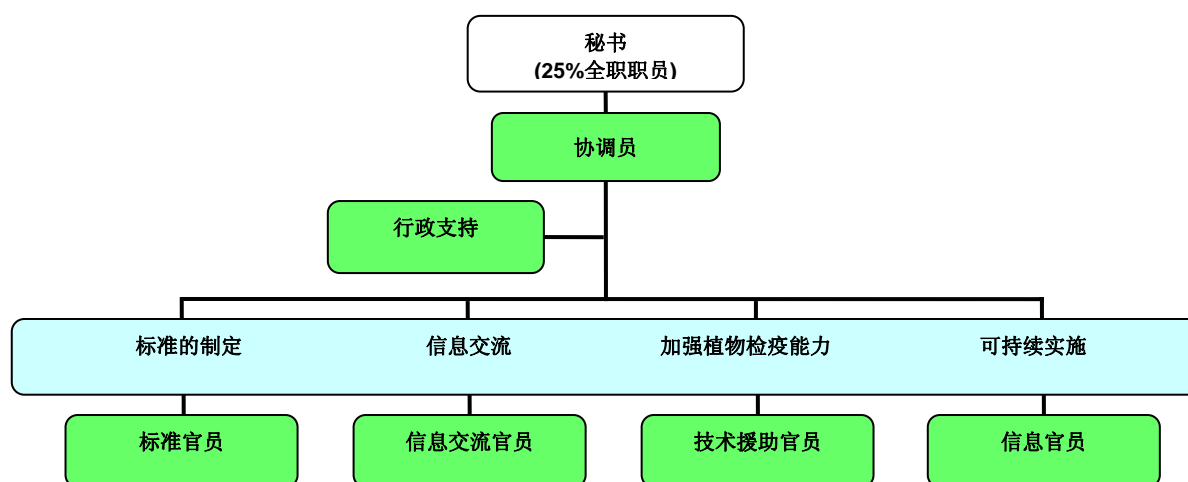 秘书
(25%全职职员)
协调员
行政支持
标准的制定 信息交流 加强植物检疫能力 可持续实施
标准官员 信息交流官员 技术援助官员 信息官员